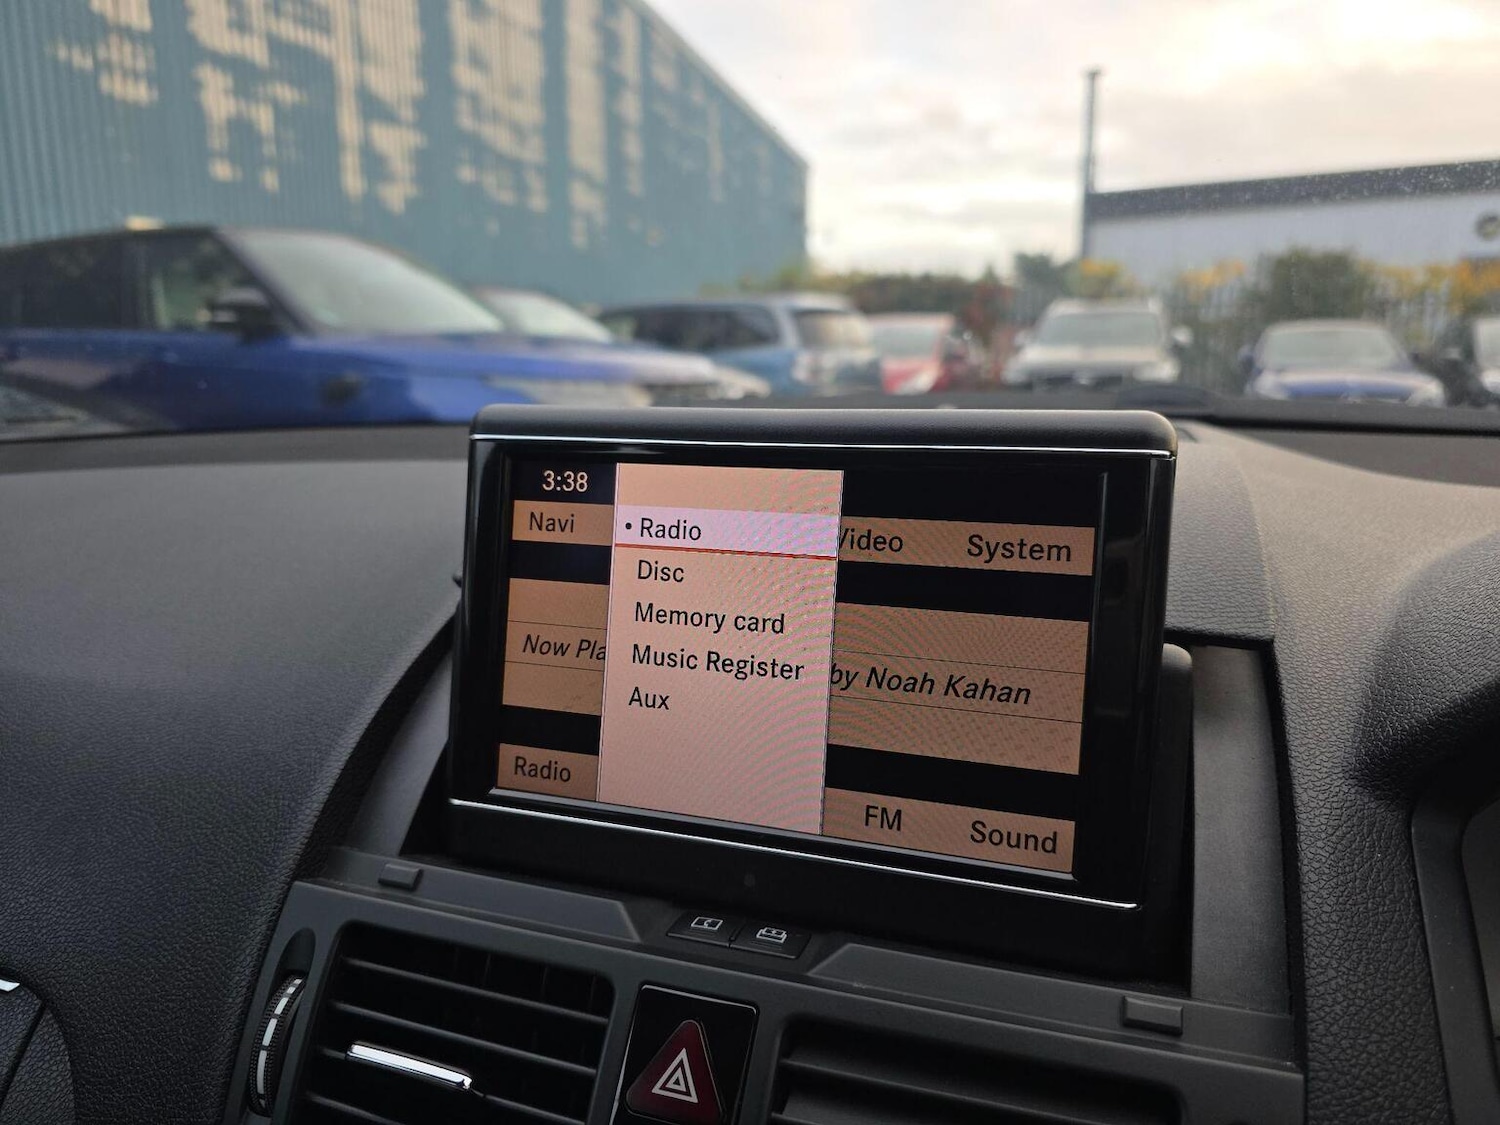 3:38
Navi
Video
System
• Radio
Disc
Memory card
Music Register
Aux
Now Pla
by Noah Kahan
Radio
FM
Sound